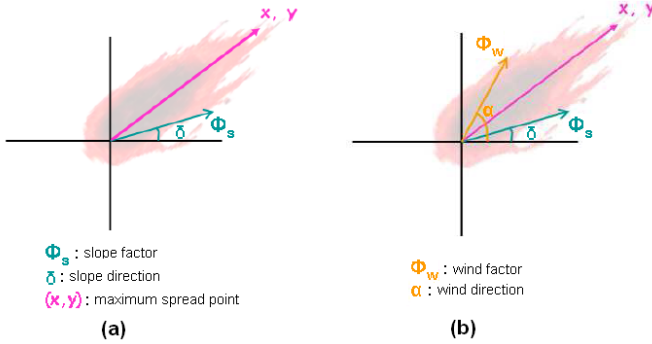 x, y
Φs
δ
Φs : slope factor
δ : slope direction
(x,y) : maximum spread point
(a)
x, y
Φw
α
Φs
δ
Φw : wind factor
α : wind direction
(b)